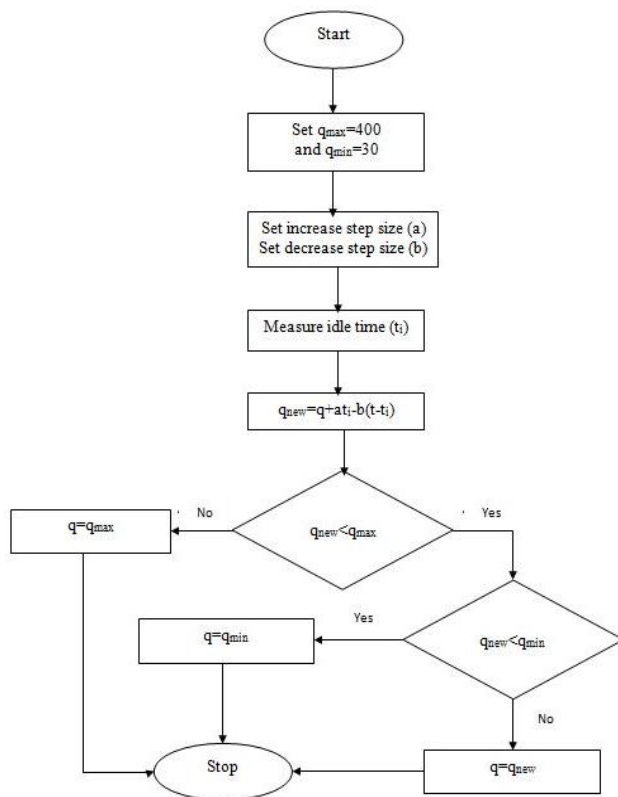 Start
Set qmax=400
and qmin=30
Set increase step size (a)
Set decrease step size (b)
Measure idle time (ti)
qnew=q+ati-b(t-ti)
No
Yes
q=qmax
qnew<qmax
Yes
q=qmin
qnew<qmin
No
Stop
q=qnew